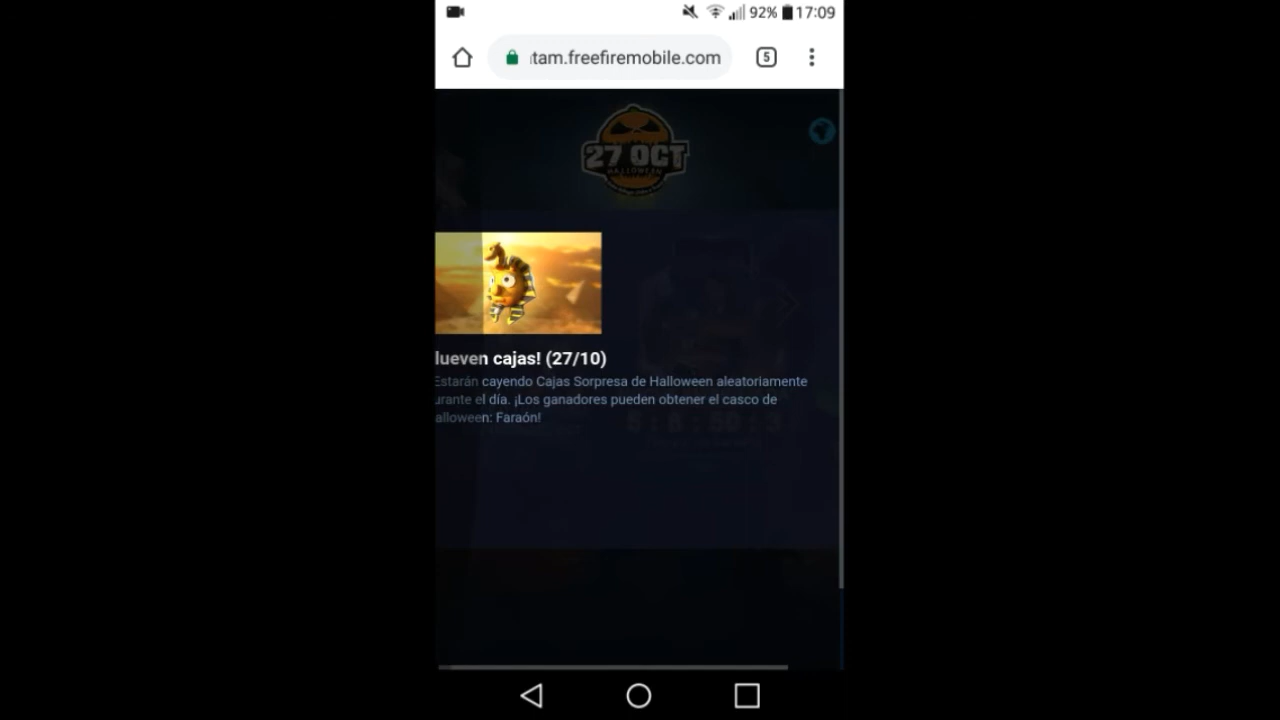 92% 17:09
tam.freefiremobile.com 5
27 OCT
HALLOWEEN
lueven cajas! (27/10)
Estarán cayendo Cajas Sorpresa de Halloween aleatoriamente
urante el día. ¡Los ganadores pueden obtener el casco de
alloween: Faraón!